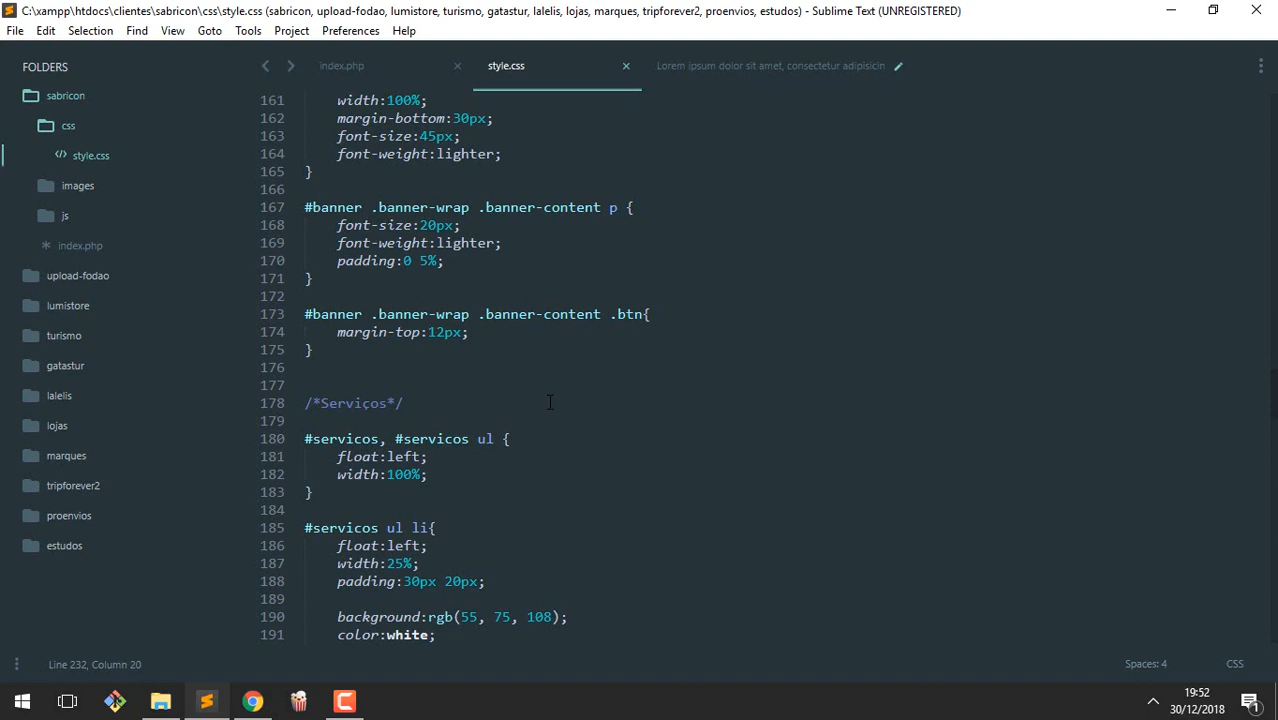 C:\xampp\htdocs\clientes\sabricon\css\style.css (sabricon, upload-fodao, lumistore, turismo, gatastur, lalelis, lojas, marques, tripforever2, proenvios, estudos) - Sublime Text (UNREGISTERED)
File Edit Selection Find View Goto Tools Project Preferences Help
FOLDERS
sabricon
css
style.css
images
js
index.php
upload-fodao
lumistore
turismo
gatastur
lalelis
lojas
marques
tripforever2
proenvios
estudos
index.php style.css Lorem ipsum dolor sit amet, consectetur adipisicin
161 width:100%;
162 margin-bottom:30px;
163 font-size:45px;
164 font-weight:lighter;
165 }
166
167 #banner .banner-wrap .banner-content p {
168 font-size:20px;
169 font-weight:lighter;
170 padding:0 5%;
171 }
172
173 #banner .banner-wrap .banner-content .btn{
174 margin-top:12px;
175 }
176
177
178 /*Serviços*/
179
180 #servicos, #servicos ul {
181 float:left;
182 width:100%;
183 }
184
185 #servicos ul li{
186 float:left;
187 width:25%;
188 padding:30px 20px;
189
190 background:rgb(55, 75, 108);
191 color:white;
Line 232, Column 20 Spaces: 4 CSS
19:52
30/12/2018
1